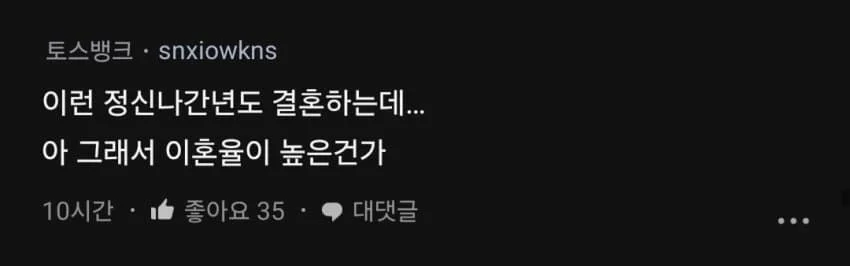 토스뱅크 · snxiowkns
이런 정신나간년도 결혼하는데...
아 그래서 이혼율이 높은건가
10시간 · 좋아요 35 · 대댓글